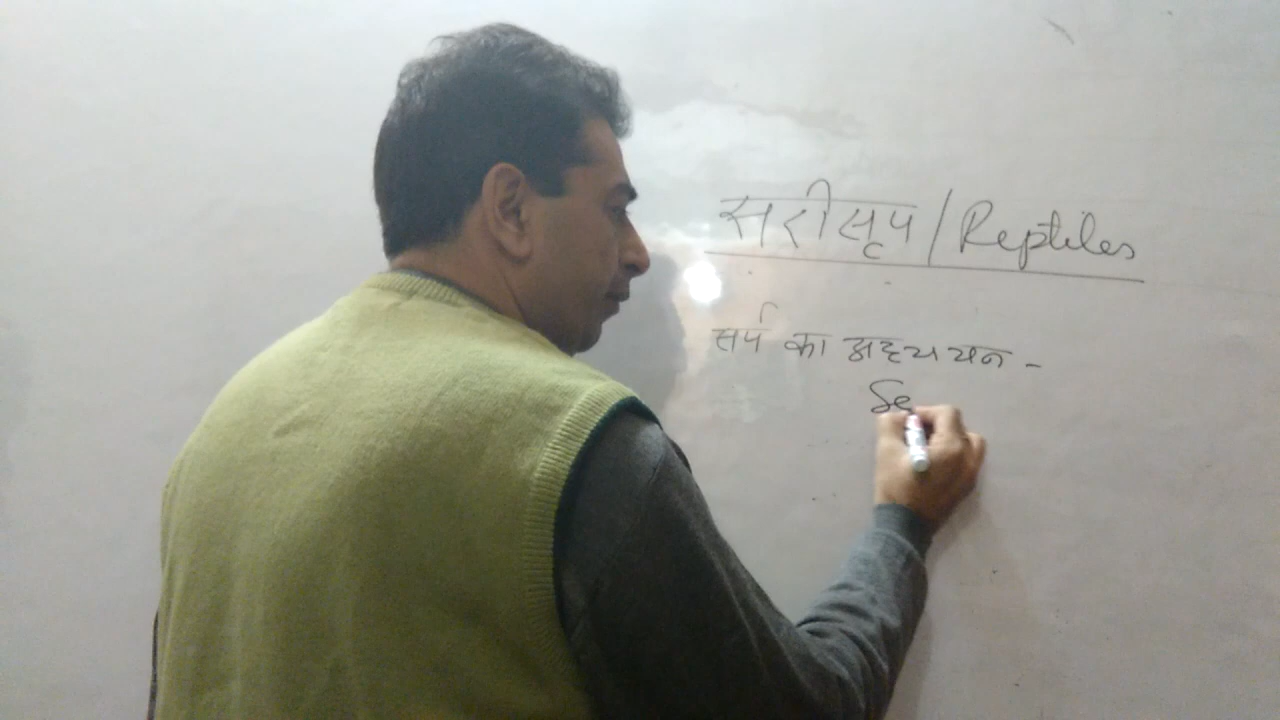 सरीसृप / Reptiles
सर्प का अध्ययन -
Se